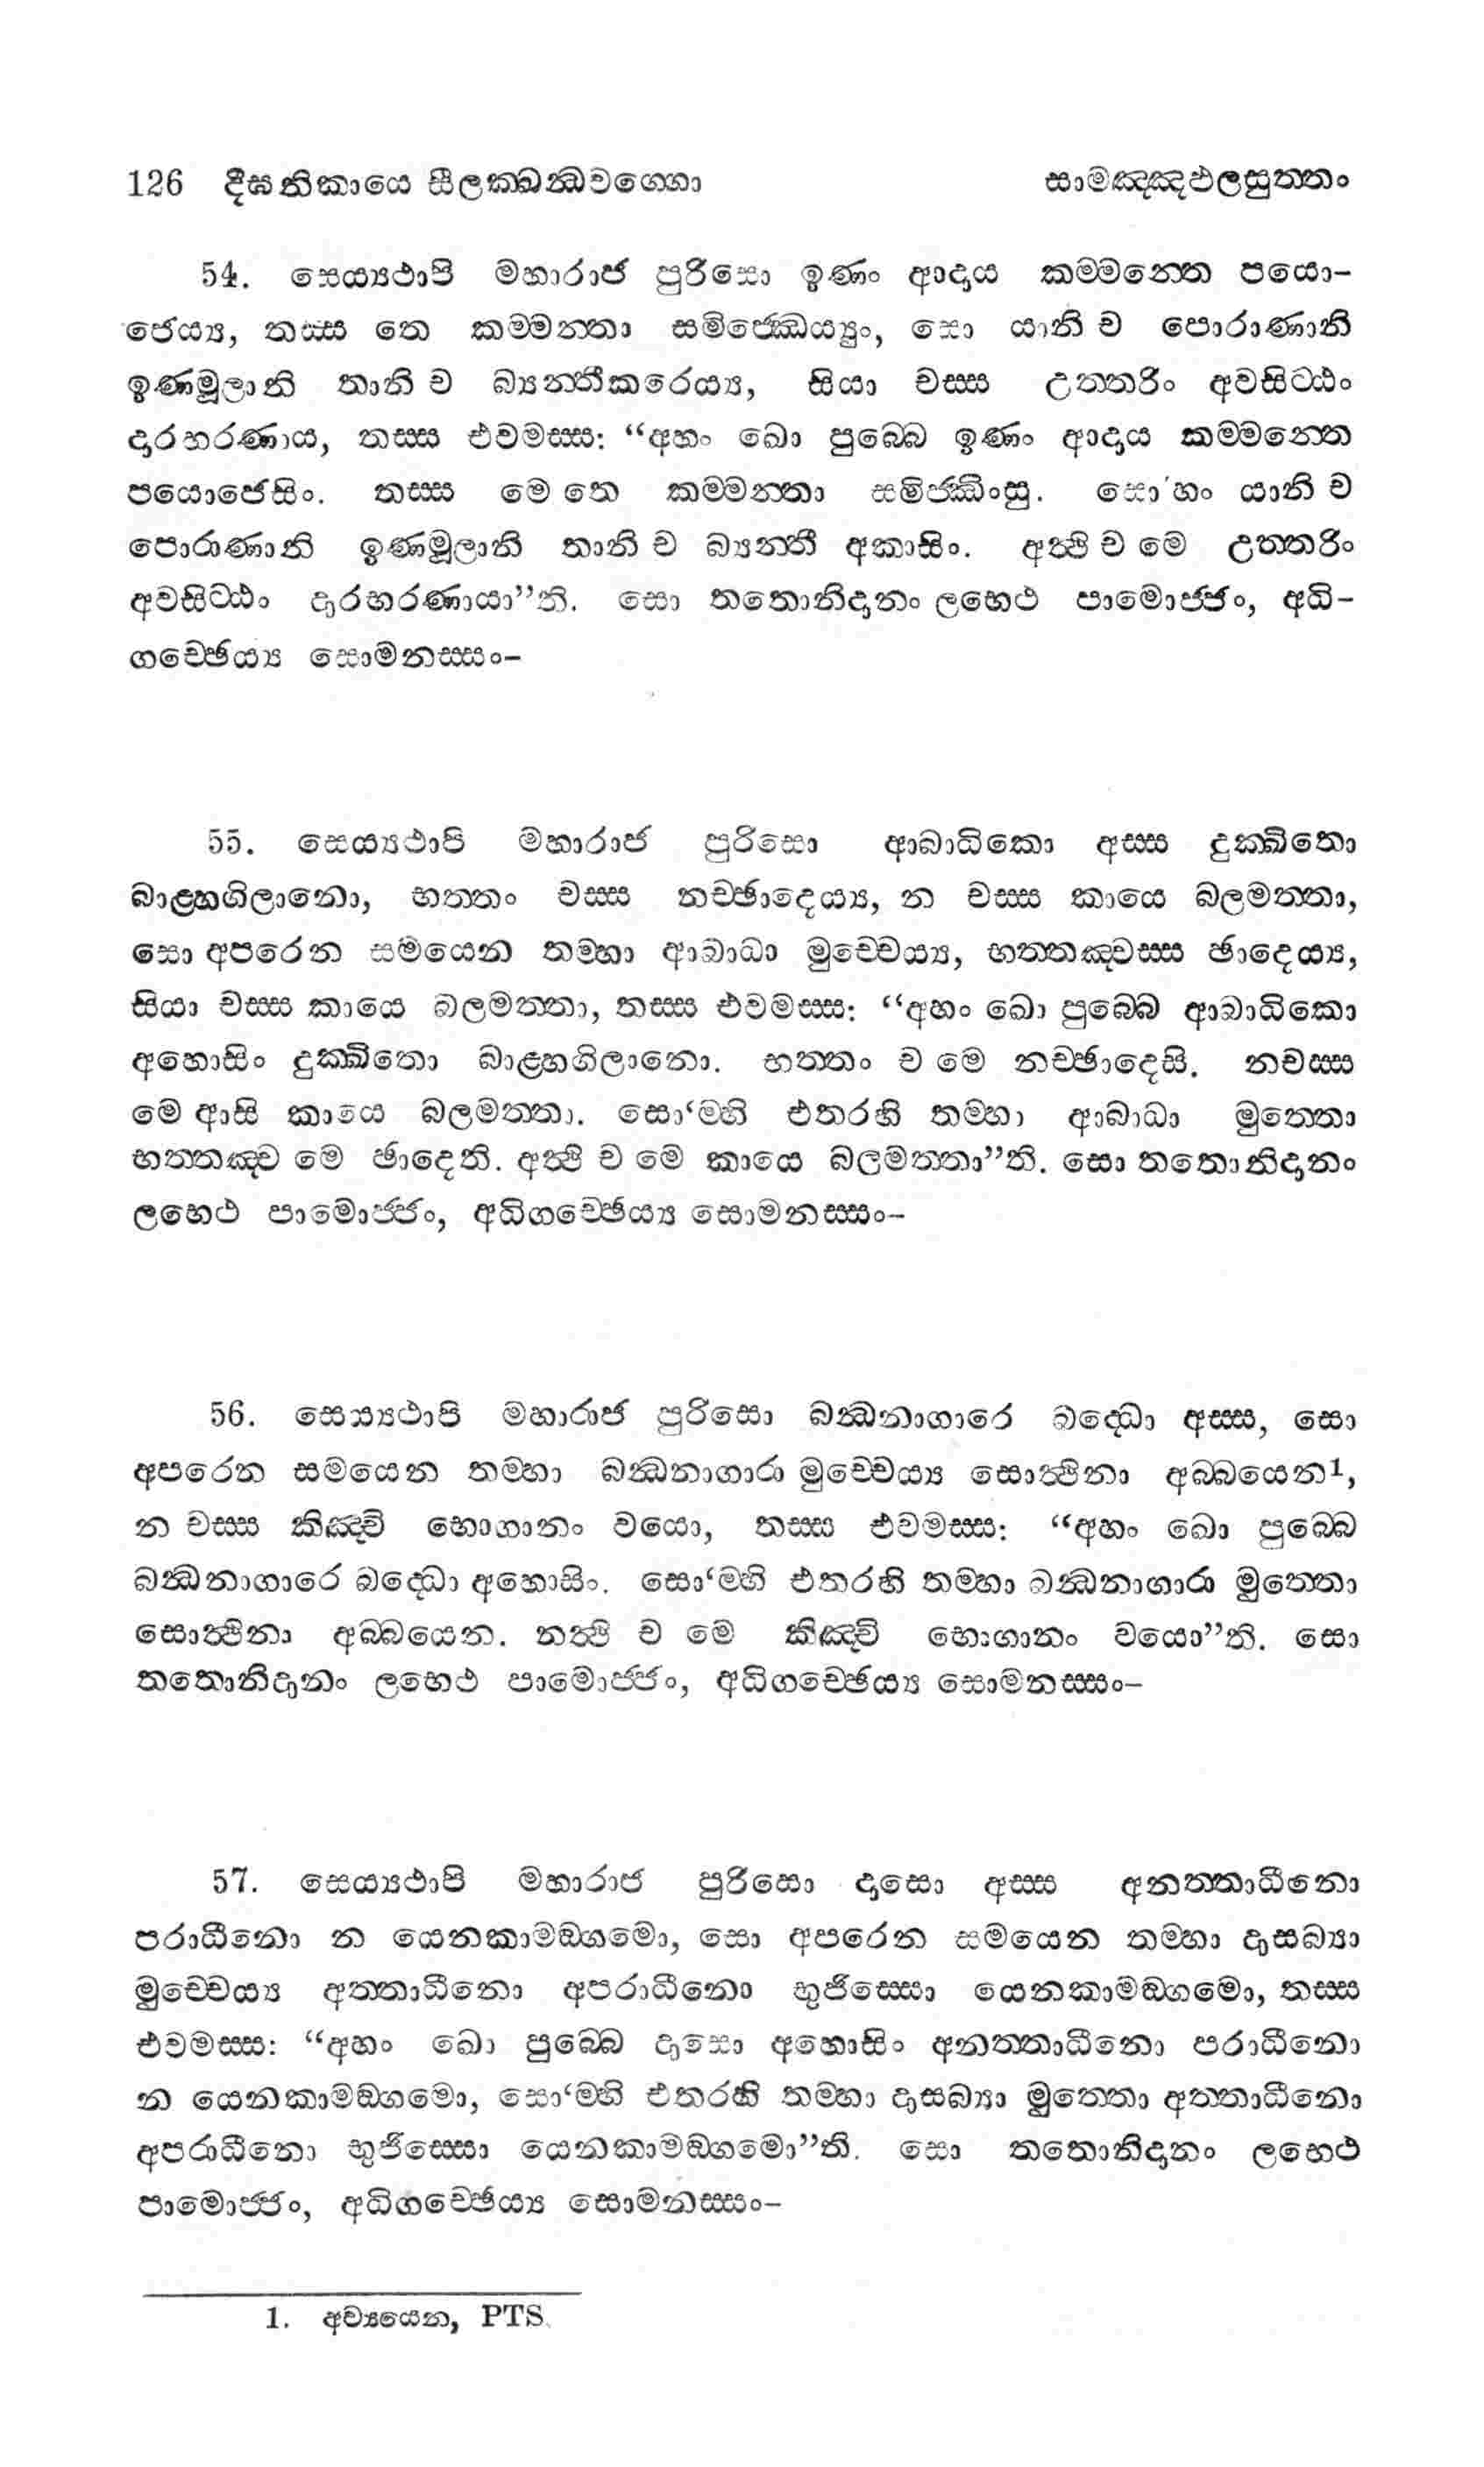 126 දීඝනිකායෙ සීලක්ඛන්ධවග්ගො සාමඤ්ඤඵලසුත්තං
54. සෙය්‍යථාපි මහාරාජ පුරිසො ඉණං ආදාය කම්මන්තෙ පයො-
ජෙය්‍ය, තස්ස තෙ කම්මන්තා සමිජ්ඣෙය්‍යුං, සො යානි ච පොරාණානි
ඉණමූලානි තානි ච බ්‍යන්තීකරෙය්‍ය, සියා චස්ස උත්තරිං අවසිට්ඨං
දාරහරණාය, තස්ස එවමස්ස: “අහං ඛො පුබ්බෙ ඉණං ආදාය කම්මන්තෙ
පයොජෙසිං. තස්ස මෙ තෙ කම්මන්තා සමිජ්ඣිංසු. සො'හං යානි ච
පොරාණානි ඉණමූලානි තානි ච බ්‍යන්තී අකාසිං. අත්ථි ච මෙ උත්තරිං
අවසිට්ඨං දාරභරණායා”ති. සො තතොනිදානං ලභෙථ පාමොජ්ජං, අධි-
ගච්ඡෙය්‍ය සොමනස්සං-
55. සෙය්‍යථාපි මහාරාජ පුරිසො ආබාධිකො අස්ස දුක්ඛිතො
බාළ්හගිලානො, භත්තං චස්ස නච්ඡාදෙය්‍ය, න චස්ස කායෙ බලමත්තා,
සො අපරෙන සමයෙන තම්හා ආබාධා මුච්චෙය්‍ය, භත්තඤ්චස්ස ඡාදෙය්‍ය,
සියා චස්ස කායෙ බලමත්තා, තස්ස එවමස්ස: “අහං ඛො පුබ්බෙ ආබාධිකො
අහොසිං දුක්ඛිතො බාළ්හගිලානො. භත්තං ච මෙ නච්ඡාදෙසි. නචස්ස
මෙ ආසි කායෙ බලමත්තා. සො‘ම්හි එතරහි තම්හා ආබාධා මුත්තො
භත්තඤ්ච මෙ ඡාදෙති. අත්ථි ච මෙ කායෙ බලමත්තා”ති. සො තතොනිදානං
ලභෙථ පාමොජ්ජං, අධිගච්ඡෙය්‍ය සොමනස්සං-
56. සෙය්‍යථාපි මහාරාජ පුරිසො බන්ධනාගාරෙ බද්ධො අස්ස, සො
අපරෙන සමයෙන තම්හා බන්ධනාගාරා මුච්චෙය්‍ය සොත්ථිනා අබ්බයෙන1,
න චස්ස කිඤ්චි භොගානං වයො, තස්ස එවමස්ස: “අහං ඛො පුබ්බෙ
බන්ධනාගාරෙ බද්ධො අහොසිං. සො‘ම්හි එතරහි තම්හා බන්ධනාගාරා මුත්තො
සොත්ථිනා අබ්බයෙන. නත්ථි ච මෙ කිඤ්චි භොගානං වයො”ති. සො
තතොනිදානං ලභෙථ පාමොජ්ජං, අධිගච්ඡෙය්‍ය සොමනස්සං-
57. සෙය්‍යථාපි මහාරාජ පුරිසො දාසො අස්ස අනත්තාධීනො
පරාධීනො න යෙනකාමඞ්ගමො, සො අපරෙන සමයෙන තම්හා දාසබ්‍යා
මුච්චෙය්‍ය අත්තාධීනො අපරාධීනො භුජිස්සො යෙනකාමඞ්ගමො, තස්ස
එවමස්ස: “අහං ඛො පුබ්බෙ දාසො අහොසිං අනත්තාධීනො පරාධීනො
න යෙනකාමඞ්ගමො, සො‘ම්හි එතරහි තම්හා දාසබ්‍යා මුත්තො අත්තාධීනො
අපරාධීනො භුජිස්සො යෙනකාමඞ්ගමො”ති. සො තතොනිදානං ලභෙථ
පාමොජ්ජං, අධිගච්ඡෙය්‍ය සොමනස්සං-
1. අව්‍යයෙන, PTS.